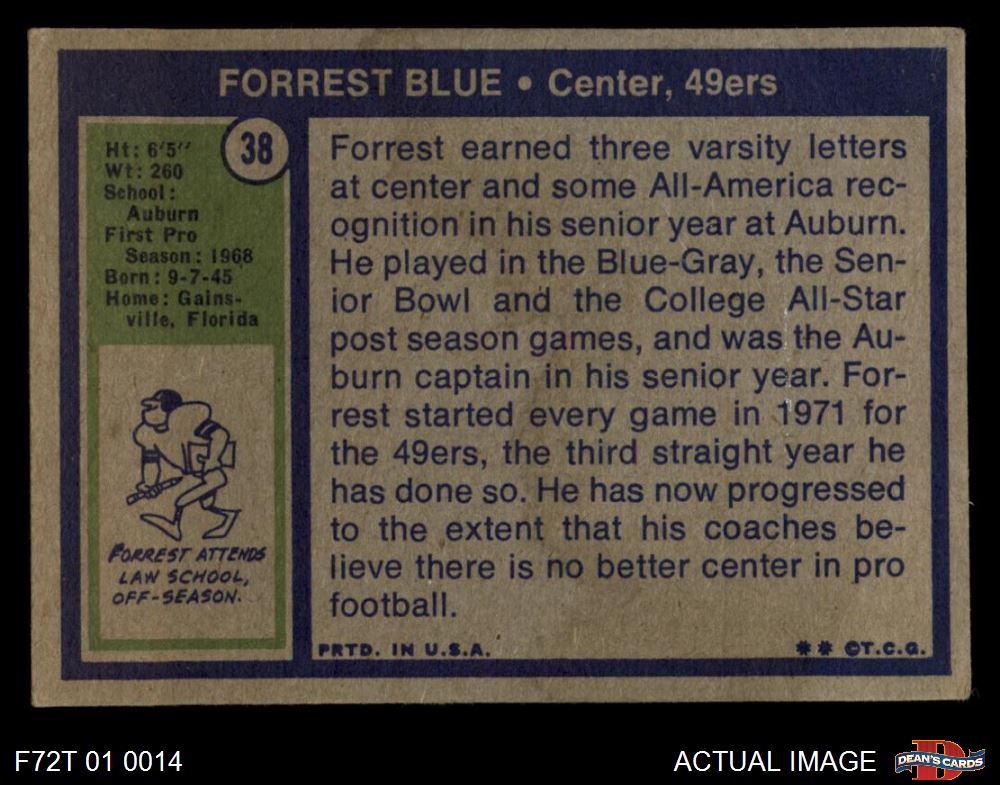 FORREST BLUE • Center, 49ers
38
Ht: 6'5''
Wt: 260
School:
Auburn
First Pro
Season: 1968
Born: 9-7-45
Home: Gains-
ville, Florida
FORREST ATTENDS
LAW SCHOOL,
OFF-SEASON.
Forrest earned three varsity letters
at center and some All-America rec-
ognition in his senior year at Auburn.
He played in the Blue-Gray, the Sen-
ior Bowl and the College All-Star
post season games, and was the Au-
burn captain in his senior year. For-
rest started every game in 1971 for
the 49ers, the third straight year he
has done so. He has now progressed
to the extent that his coaches be-
lieve there is no better center in pro
football.
PRTD. IN U.S.A.
** ©T.C.G.
F72T 01 0014
ACTUAL IMAGE
D
DEAN'S CARDS